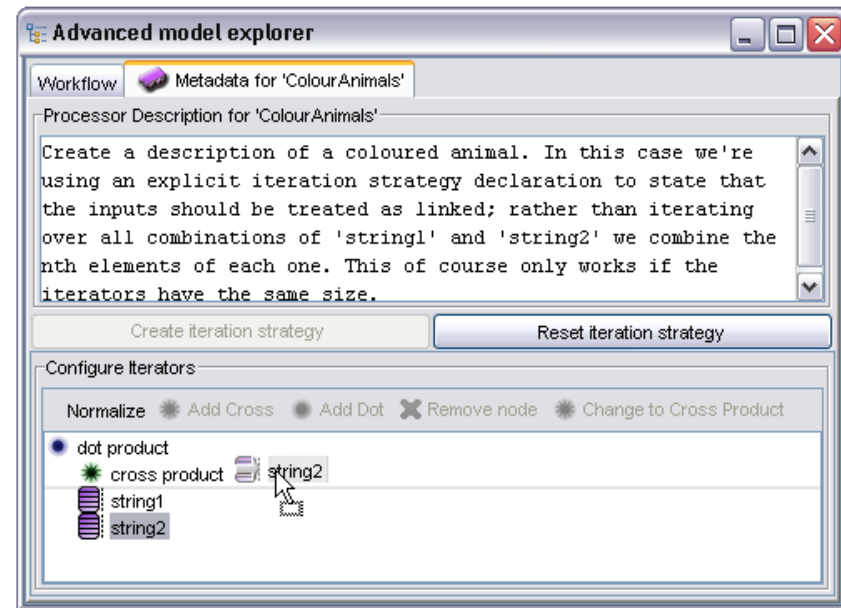 Advanced model explorer
Workflow Metadata for 'ColourAnimals'
Processor Description for 'ColourAnimals'
Create a description of a coloured animal. In this case we're
using an explicit iteration strategy declaration to state that
the inputs should be treated as linked; rather than iterating
over all combinations of 'string1' and 'string2' we combine the
nth elements of each one. This of course only works if the
iterators have the same size.
Create iteration strategy Reset iteration strategy
Configure Iterators
Normalize Add Cross Add Dot Remove node Change to Cross Product
dot product
cross product string2
string1
string2